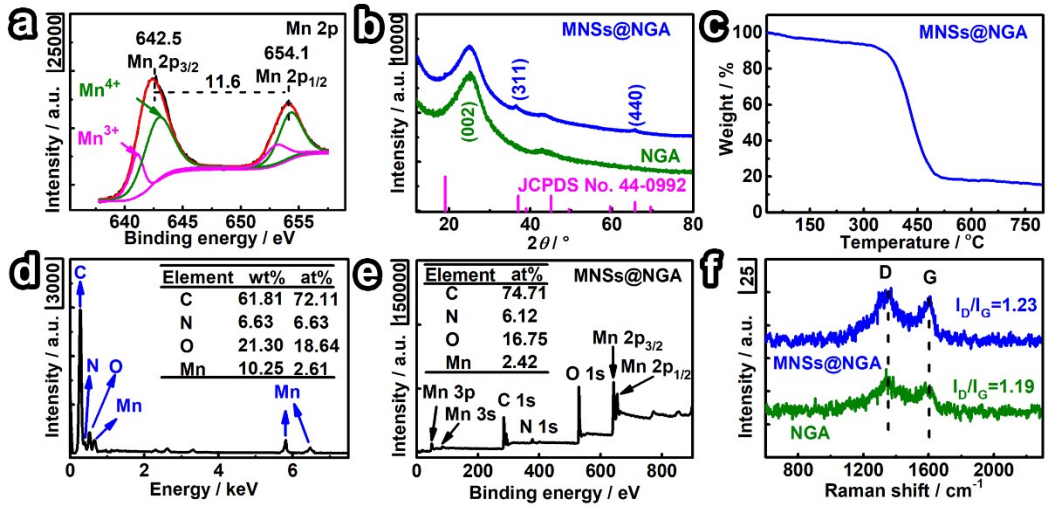 a
Mn 2p
642.5
Mn 2p3/2
654.1
Mn 2p1/2
11.6
Mn4+
Mn3+
Intensity / a.u.
25000
640 645 650 655
Binding energy / eV
b
MNSs@NGA
(311)
(440)
(002)
NGA
JCPDS No. 44-0992
Intensity / a.u.
10000
20 40 60 80
2θ / °
c
MNSs@NGA
Weight / %
100
80
60
40
20
0
150 300 450 600 750
Temperature / °C
d
C
N
O
Mn
Mn
Element wt% at%
C 61.81 72.11
N 6.63 6.63
O 21.30 18.64
Mn 10.25 2.61
Intensity / a.u.
3000
0 2 4 6
Energy / keV
e
Element at%
C 74.71
N 6.12
O 16.75
Mn 2.42
MNSs@NGA
Mn 2p3/2
Mn 2p1/2
O 1s
C 1s
N 1s
Mn 3p
Mn 3s
Intensity / a.u.
150000
0 200 400 600 800
Binding energy / eV
f
D
G
ID/IG=1.23
MNSs@NGA
ID/IG=1.19
NGA
Intensity / a.u.
25
800 1200 1600 2000
Raman shift / cm-1